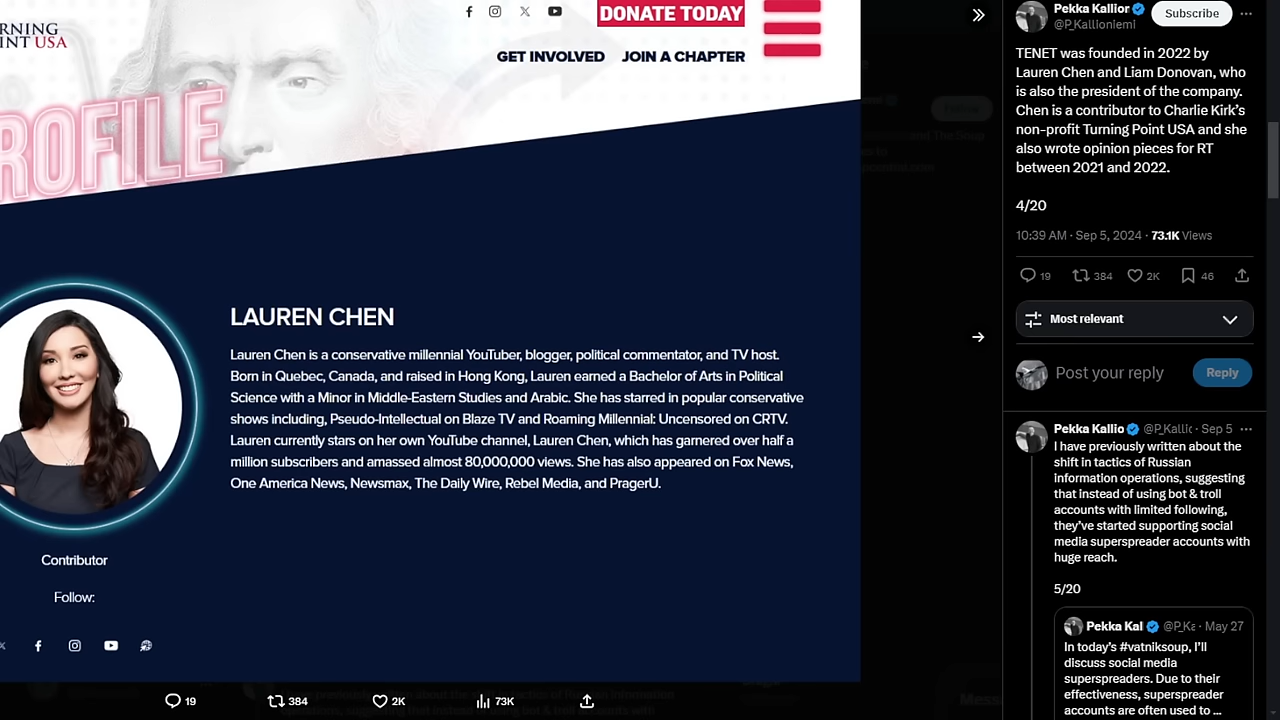 RNING
INT USA
DONATE TODAY
GET INVOLVED JOIN A CHAPTER
ROFILE
LAUREN CHEN
Lauren Chen is a conservative millennial YouTuber, blogger, political commentator, and TV host.
Born in Quebec, Canada, and raised in Hong Kong, Lauren earned a Bachelor of Arts in Political
Science with a Minor in Middle-Eastern Studies and Arabic. She has starred in popular conservative
shows including, Pseudo-Intellectual on Blaze TV and Roaming Millennial: Uncensored on CRTV.
Lauren currently stars on her own YouTube channel, Lauren Chen, which has garnered over half a
million subscribers and amassed almost 80,000,000 views. She has also appeared on Fox News,
One America News, Newsmax, The Daily Wire, Rebel Media, and PragerU.
Contributor
Follow:
19 384 2K 73K
Pekka Kallior
@P_Kallioniemi
Subscribe
TENET was founded in 2022 by
Lauren Chen and Liam Donovan, who
is also the president of the company.
Chen is a contributor to Charlie Kirk's
non-profit Turning Point USA and she
also wrote opinion pieces for RT
between 2021 and 2022.
4/20
10:39 AM · Sep 5, 2024 · 73.1K Views
19 384 2K 46
Most relevant
Post your reply
Reply
Pekka Kallio @P_Kallic · Sep 5
I have previously written about the
shift in tactics of Russian
information operations, suggesting
that instead of using bot & troll
accounts with limited following,
they've started supporting social
media superspreader accounts with
huge reach.
5/20
Pekka Kal @P_Ka · May 27
In today's #vatniksoup, I'll
discuss social media
superspreaders. Due to their
effectiveness, superspreader
accounts are often used to ...